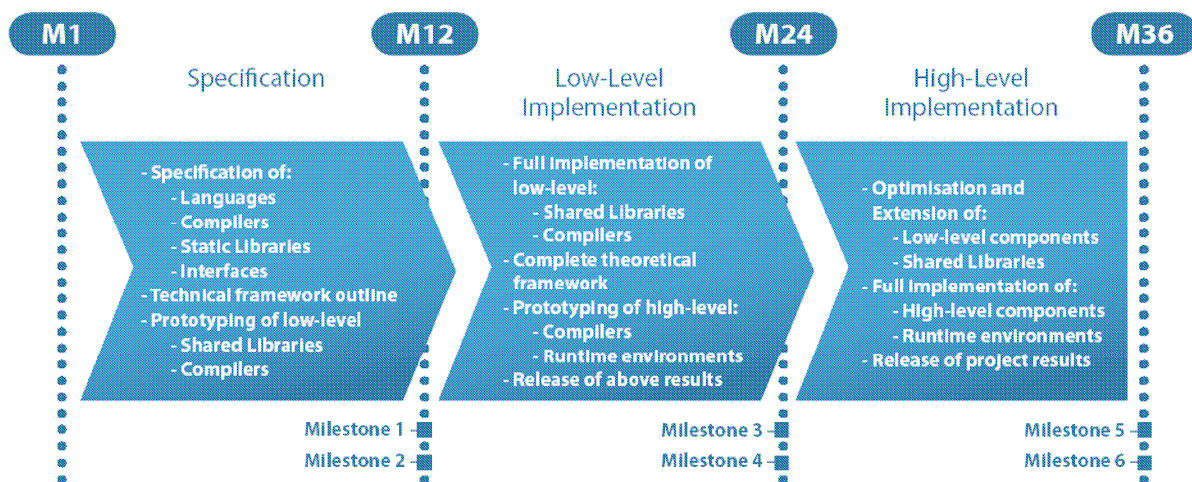 M1
M12
M24
M36
Specification
Low-Level
Implementation
High-Level
Implementation
- Specification of:
- Languages
- Compilers
- Static Libraries
- Interfaces
- Technical framework outline
- Prototyping of low-level
- Shared Libraries
- Compilers
- Full Implementation of
low-level:
- Shared Libraries
- Compilers
- Complete theoretical
framework
- Prototyping of high-level:
- Compilers
- Runtime environments
- Release of above results
- Optimisation and
Extension of:
- Low-level components
- Shared Libraries
- Full Implementation of:
- High-level components
- Runtime environments
- Release of project results
Milestone 1 -
Milestone 2 -
Milestone 3 -
Milestone 4 -
Milestone 5 -
Milestone 6 -